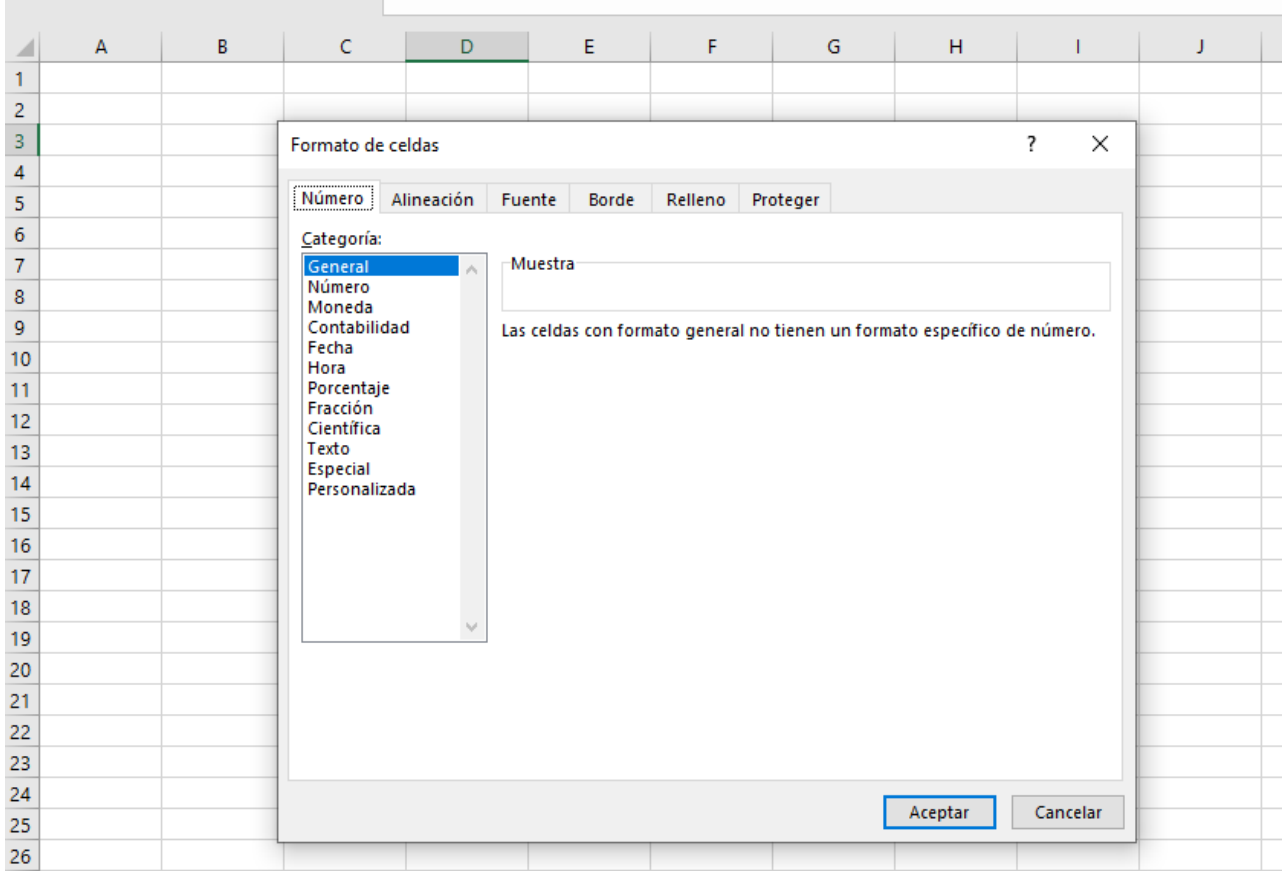 A B C D E F G H I J
1
2
3
4
5
6
7
8
9
10
11
12
13
14
15
16
17
18
19
20
21
22
23
24
25
26
Formato de celdas ? X
Número Alineación Fuente Borde Relleno Proteger
Categoría:
General
Número
Moneda
Contabilidad
Fecha
Hora
Porcentaje
Fracción
Científica
Texto
Especial
Personalizada
Muestra
Las celdas con formato general no tienen un formato específico de número.
Aceptar Cancelar